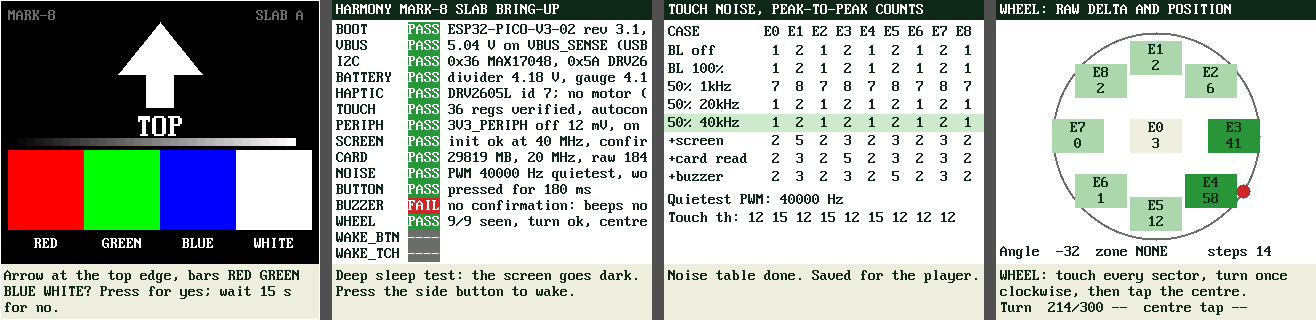 MARK-8 SLAB A
TOP
RED GREEN BLUE WHITE
Arrow at the top edge, bars RED GREEN
BLUE WHITE? Press for yes; wait 15 s
for no.
HARMONY MARK-8 SLAB BRING-UP
BOOT PASS ESP32-PICO-V3-02 rev 3.1,
VBUS PASS 5.04 V on VBUS_SENSE (USB
I2C PASS 0x36 MAX17048, 0x5A DRV26
BATTERY PASS divider 4.18 V, gauge 4.1
HAPTIC PASS DRV2605L id 7; no motor (
TOUCH PASS 36 regs verified, autocon
PERIPH PASS 3V3_PERIPH off 12 mV, on
SCREEN PASS init ok at 40 MHz, confir
CARD PASS 29819 MB, 20 MHz, raw 184
NOISE PASS PWM 40000 Hz quietest, wo
BUTTON PASS pressed for 180 ms
BUZZER FAIL no confirmation: beeps no
WHEEL PASS 9/9 seen, turn ok, centre
WAKE_BTN ----
WAKE_TCH ----
Deep sleep test: the screen goes dark.
Press the side button to wake.
TOUCH NOISE, PEAK-TO-PEAK COUNTS
CASE E0 E1 E2 E3 E4 E5 E6 E7 E8
BL off 1 2 1 2 1 2 1 2 1
BL 100% 1 2 1 2 1 2 1 2 1
50% 1kHz 7 8 7 8 7 8 7 8 7
50% 20kHz 1 2 1 2 1 2 1 2 1
50% 40kHz 1 2 1 2 1 2 1 2 1
+screen 2 5 2 3 2 3 2 3 2
+card read 2 3 2 5 2 3 2 3 2
+buzzer 2 3 2 3 2 5 2 3 2
Quietest PWM: 40000 Hz
Touch th: 12 15 12 15 12 15 12 12 12
Noise table done. Saved for the player.
WHEEL: RAW DELTA AND POSITION
E1
2
E8
2
E2
6
E7
0
E0
3
E3
41
E6
1
E4
58
E5
12
Angle -32 zone NONE steps 14
WHEEL: touch every sector, turn once
clockwise, then tap the centre.
Turn 214/300 -- centre tap --